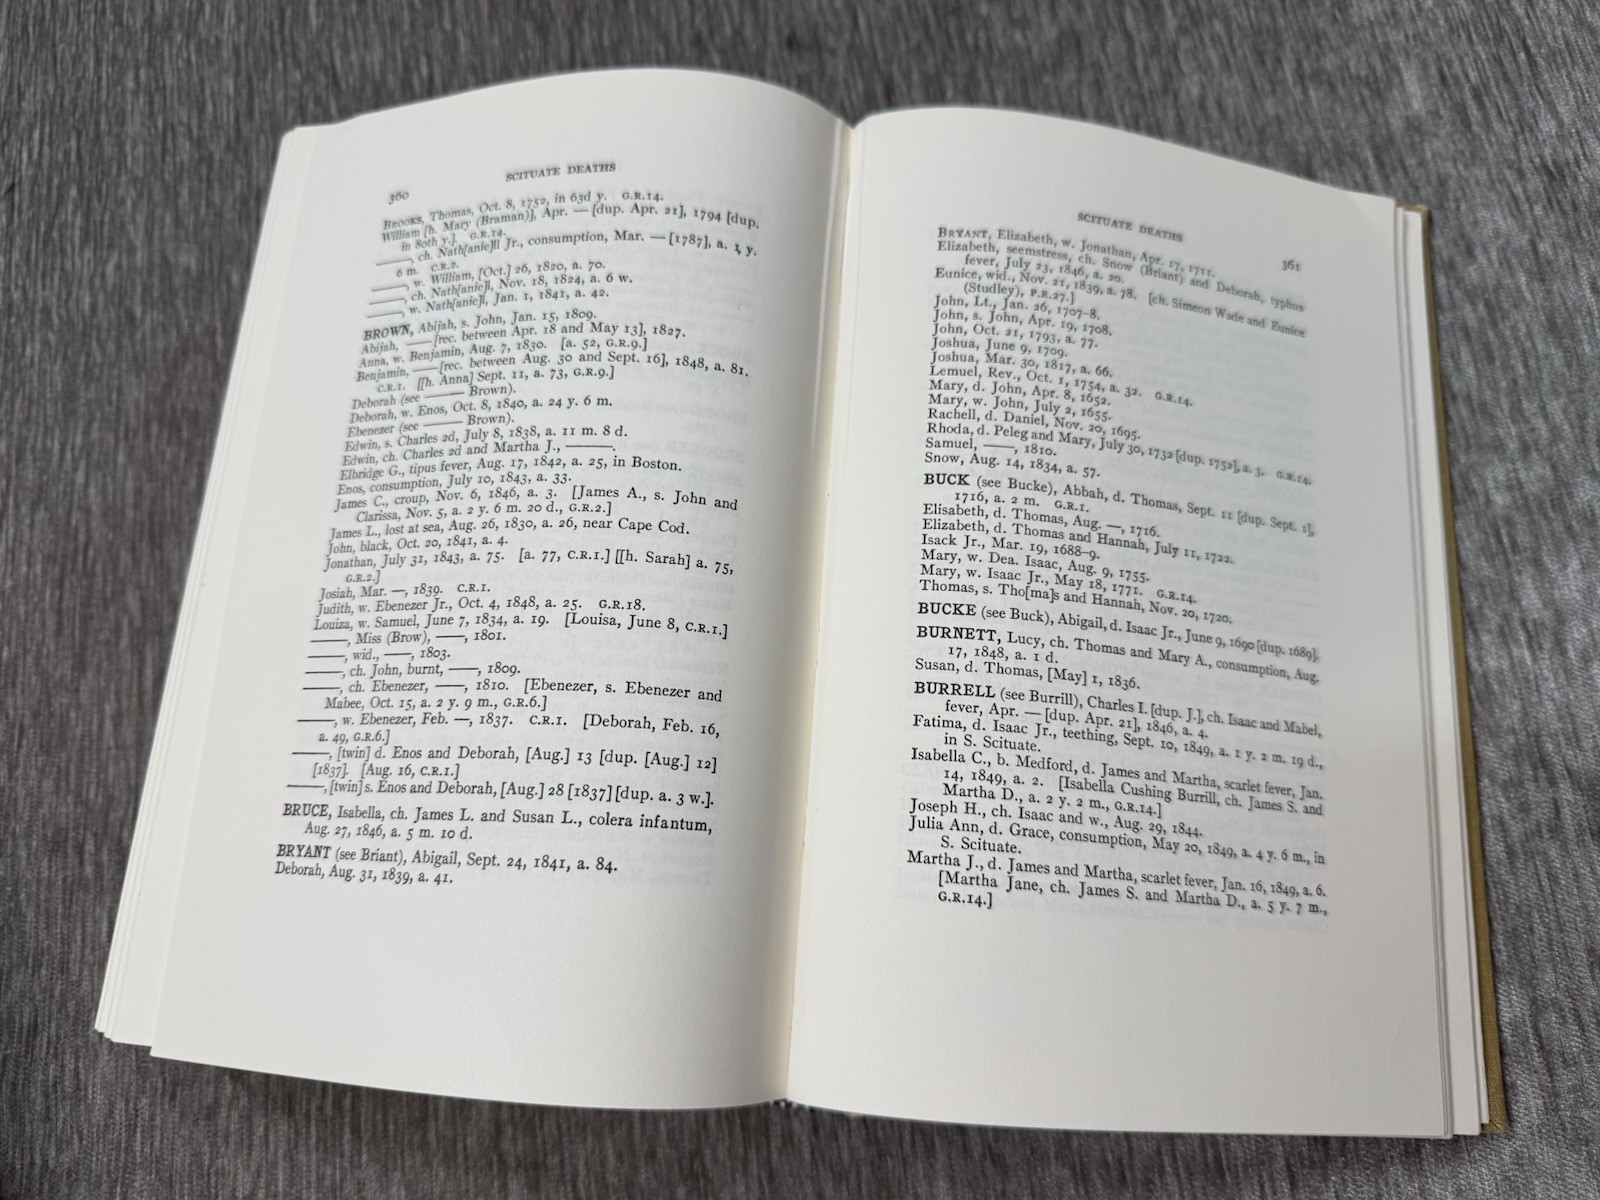 360
SCITUATE DEATHS
BROOKS, Thomas, Oct. 8, 1752, in 63d y. G.R.14.
William [h. Mary (Braman)], Apr. — [dup. Apr. 21], 1794 [dup.
in 80th y.]. G.R.14.
———, ch. Nath[anie]ll Jr., consumption, Mar. — [1787], a. 1 y.
6 m. C.R.2.
———, w. William, [Oct.] 26, 1820, a. 70.
———, ch. Nath[anie]l, Nov. 18, 1824, a. 6 w.
———, w. Nath[anie]l, Jan. 1, 1841, a. 42.
BROWN, Abijah, s. John, Jan. 15, 1809.
Abijah, —— [rec. between Apr. 18 and May 13], 1827.
Anna, w. Benjamin, Aug. 7, 1830. [a. 52, G.R.9.]
Benjamin, —— [rec. between Aug. 30 and Sept. 16], 1848, a. 81.
C.R.1. [[h. Anna] Sept. 11, a. 73, G.R.9.]
Deborah (see ——— Brown).
Deborah, w. Enos, Oct. 8, 1840, a. 24 y. 6 m.
Ebenezer (see ——— Brown).
Edwin, s. Charles 2d, July 8, 1838, a. 11 m. 8 d.
Edwin, ch. Charles 2d and Martha J., ———.
Elbridge G., tipus fever, Aug. 17, 1842, a. 25, in Boston.
Enos, consumption, July 10, 1843, a. 33.
James C., croup, Nov. 6, 1846, a. 3. [James A., s. John and
Clarissa, Nov. 5, a. 2 y. 6 m. 20 d., G.R.2.]
James L., lost at sea, Aug. 26, 1830, a. 26, near Cape Cod.
John, black, Oct. 20, 1841, a. 4.
Jonathan, July 31, 1843, a. 75. [a. 77, C.R.1.] [[h. Sarah] a. 75,
G.R.2.]
Josiah, Mar. —, 1839. C.R.1.
Judith, w. Ebenezer Jr., Oct. 4, 1848, a. 25. G.R.18.
Louiza, w. Samuel, June 7, 1834, a. 19. [Louisa, June 8, C.R.1.]
———, Miss (Brow), ——, 1801.
———, wid., ——, 1803.
———, ch. John, burnt, ——, 1809.
———, ch. Ebenezer, ——, 1810. [Ebenezer, s. Ebenezer and
Mabee, Oct. 15, a. 2 y. 9 m., G.R.6.]
———, w. Ebenezer, Feb. —, 1837. C.R.1. [Deborah, Feb. 16,
a. 49, G.R.6.]
———, [twin] d. Enos and Deborah, [Aug.] 13 [dup. [Aug.] 12]
[1837]. [Aug. 16, C.R.1.]
———, [twin] s. Enos and Deborah, [Aug.] 28 [1837] [dup. a. 3 w.].
BRUCE, Isabella, ch. James L. and Susan L., colera infantum,
Aug. 27, 1846, a. 5 m. 10 d.
BRYANT (see Briant), Abigail, Sept. 24, 1841, a. 84.
Deborah, Aug. 31, 1839, a. 41.
SCITUATE DEATHS
361
BRYANT, Elizabeth, w. Jonathan, Apr. 17, 1711.
Elizabeth, seemstress, ch. Snow (Briant) and Deborah, typhus
fever, July 23, 1846, a. 20.
Eunice, wid., Nov. 21, 1839, a. 78. [ch. Simeon Wade and Eunice
(Studley), P.R.27.]
John, Lt., Jan. 26, 1707-8.
John, s. John, Apr. 19, 1708.
John, Oct. 21, 1793, a. 77.
Joshua, June 9, 1709.
Joshua, Mar. 30, 1817, a. 66.
Lemuel, Rev., Oct. 1, 1754, a. 32. G.R.14.
Mary, d. John, Apr. 8, 1652.
Mary, w. John, July 2, 1655.
Rachell, d. Daniel, Nov. 20, 1695.
Rhoda, d. Peleg and Mary, July 30, 1732 [dup. 1752], a. 3. G.R.14.
Samuel, ——, 1810.
Snow, Aug. 14, 1834, a. 57.
BUCK (see Bucke), Abbah, d. Thomas, Sept. 11 [dup. Sept. 1],
1716, a. 2 m. G.R.1.
Elisabeth, d. Thomas, Aug. —, 1716.
Elizabeth, d. Thomas and Hannah, July 11, 1722.
Isack Jr., Mar. 19, 1688-9.
Mary, w. Dea. Isaac, Aug. 9, 1755.
Mary, w. Isaac Jr., May 18, 1771. G.R.14.
Thomas, s. Tho[ma]s and Hannah, Nov. 20, 1720.
BUCKE (see Buck), Abigail, d. Isaac Jr., June 9, 1690 [dup. 1689].
BURNETT, Lucy, ch. Thomas and Mary A., consumption, Aug.
17, 1848, a. 1 d.
Susan, d. Thomas, [May] 1, 1836.
BURRELL (see Burrill), Charles I. [dup. J.], ch. Isaac and Mabel,
fever, Apr. — [dup. Apr. 21], 1846, a. 4.
Fatima, d. Isaac Jr., teething, Sept. 10, 1849, a. 1 y. 2 m. 19 d.,
in S. Scituate.
Isabella C., b. Medford, d. James and Martha, scarlet fever, Jan.
14, 1849, a. 2. [Isabella Cushing Burrill, ch. James S. and
Martha D., a. 2 y. 2 m., G.R.14.]
Joseph H., ch. Isaac and w., Aug. 29, 1844.
Julia Ann, d. Grace, consumption, May 20, 1849, a. 4 y. 6 m., in
S. Scituate.
Martha J., d. James and Martha, scarlet fever, Jan. 16, 1849, a. 6.
[Martha Jane, ch. James S. and Martha D., a. 5 y. 7 m.,
G.R.14.]